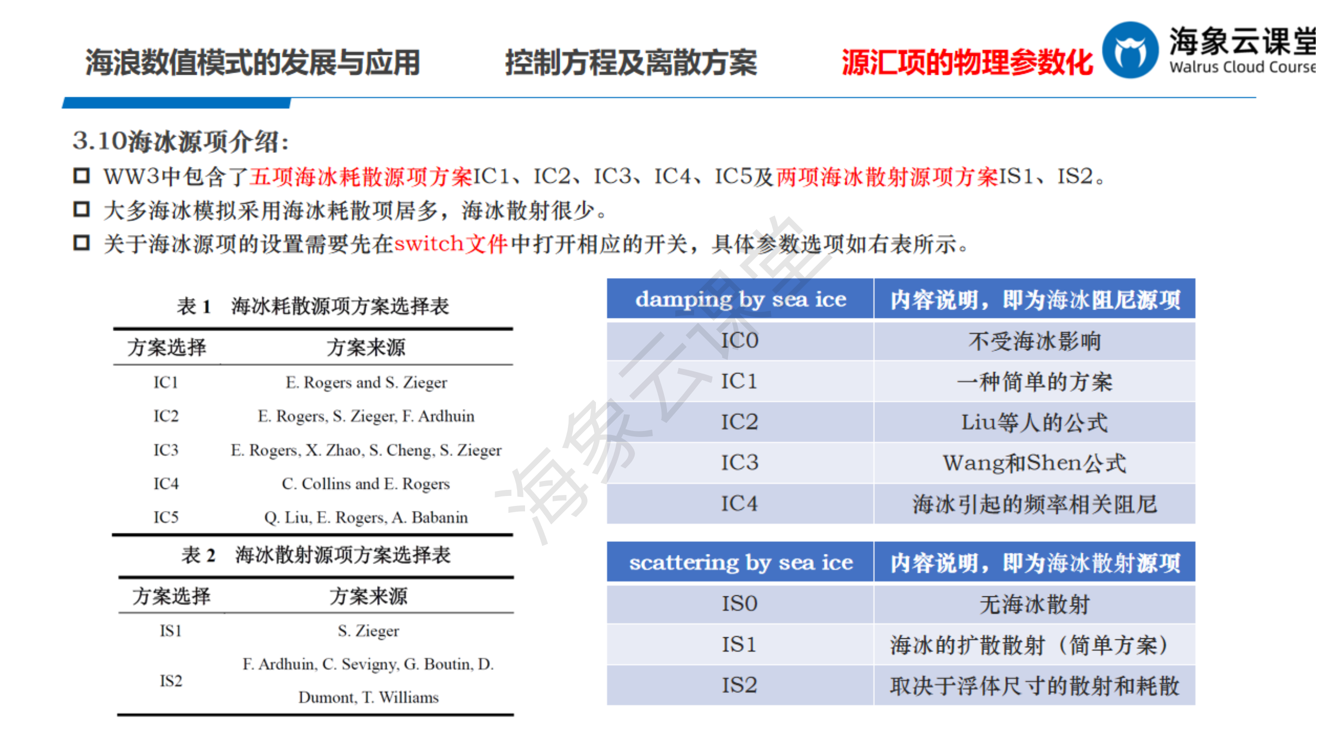 海浪数值模式的发展与应用 控制方程及离散方案 源汇项的物理参数化 海象云课堂
Walrus Cloud Course
3.10海冰源项介绍：
WW3中包含了五项海冰耗散源项方案IC1、IC2、IC3、IC4、IC5及两项海冰散射源项方案IS1、IS2。
大多海冰模拟采用海冰耗散项居多，海冰散射很少。
关于海冰源项的设置需要先在switch文件中打开相应的开关，具体参数选项如右表所示。
表 1 海冰耗散源项方案选择表
方案选择 方案来源
IC1 E. Rogers and S. Zieger
IC2 E. Rogers, S. Zieger, F. Ardhuin
IC3 E. Rogers, X. Zhao, S. Cheng, S. Zieger
IC4 C. Collins and E. Rogers
IC5 Q. Liu, E. Rogers, A. Babanin
表 2 海冰散射源项方案选择表
方案选择 方案来源
IS1 S. Zieger
IS2 F. Ardhuin, C. Sevigny, G. Boutin, D.
Dumont, T. Williams
damping by sea ice 内容说明，即为海冰阻尼源项
IC0 不受海冰影响
IC1 一种简单的方案
IC2 Liu等人的公式
IC3 Wang和Shen公式
IC4 海冰引起的频率相关阻尼
scattering by sea ice 内容说明，即为海冰散射源项
IS0 无海冰散射
IS1 海冰的扩散散射（简单方案）
IS2 取决于浮体尺寸的散射和耗散
海象云课堂